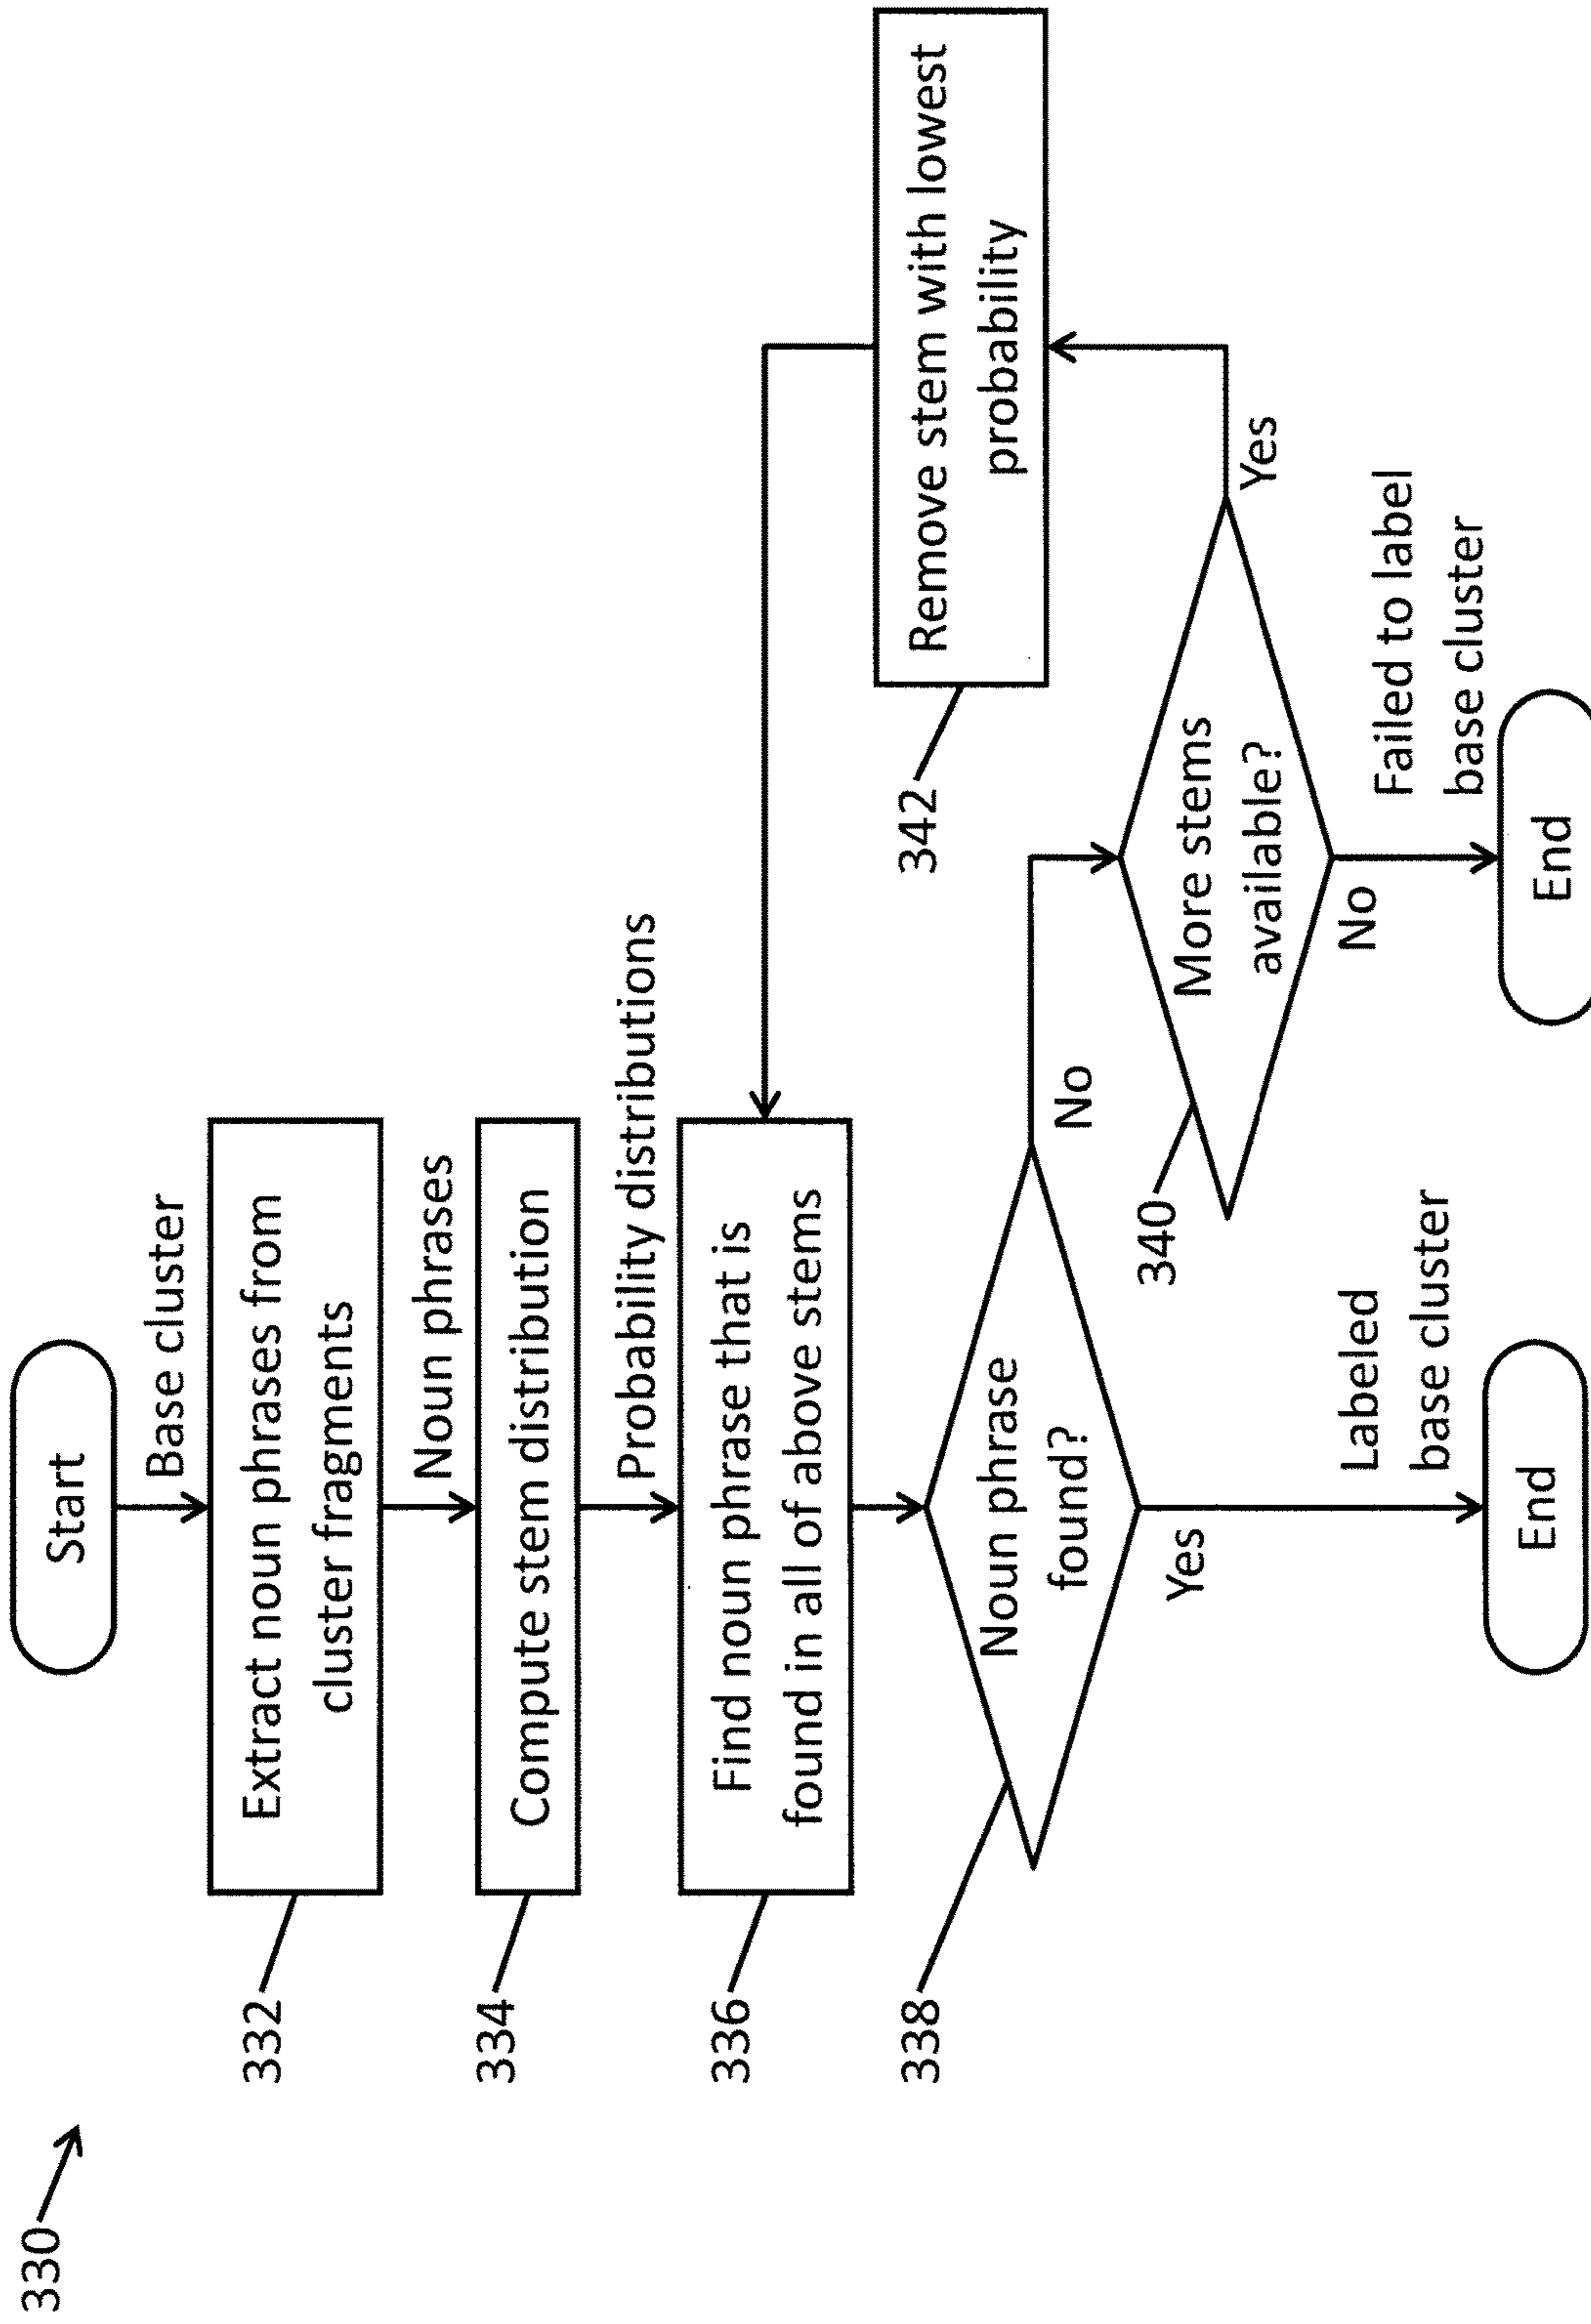 330
Start
Base cluster
332
Extract noun phrases from
cluster fragments
Noun phrases
334
Compute stem distribution
Probability distributions
336
Find noun phrase that is
found in all of above stems
338
Noun phrase
found?
No
Yes
342
Remove stem with lowest
probability
340
More stems
available?
Yes
No
Labeled
base cluster
End
Failed to label
base cluster
End